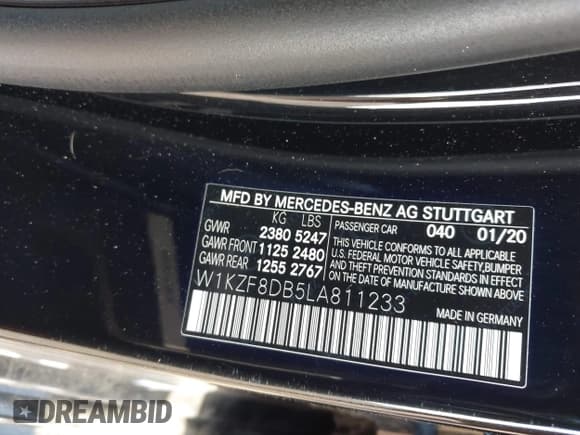 MFD BY MERCEDES-BENZ AG STUTTGART
KG LBS
GVWR 2380 5247
GAWR FRONT 1125 2480
GAWR REAR 1255 2767
PASSENGER CAR 040 01/20
THIS VEHICLE CONFORMS TO ALL APPLICABLE
U.S. FEDERAL MOTOR VEHICLE SAFETY, BUMPER
AND THEFT PREVENTION STANDARDS IN EFFECT
ON THE DATE OF MANUFACTURE SHOWN ABOVE.
W1KZF8DB5LA811233
MADE IN GERMANY
DREAMBID